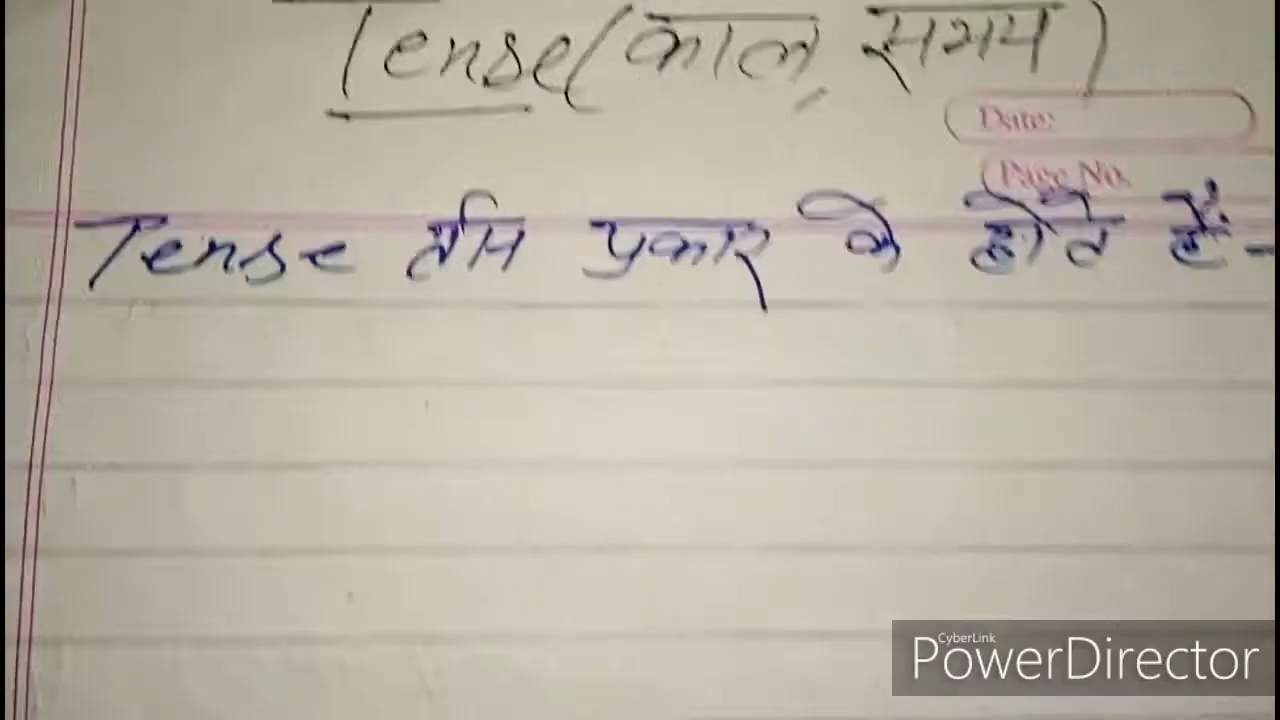 Tense (काल, समय)
Date:
Page No.
Tense तीन प्रकार के होते हैं:-
CyberLink
PowerDirector